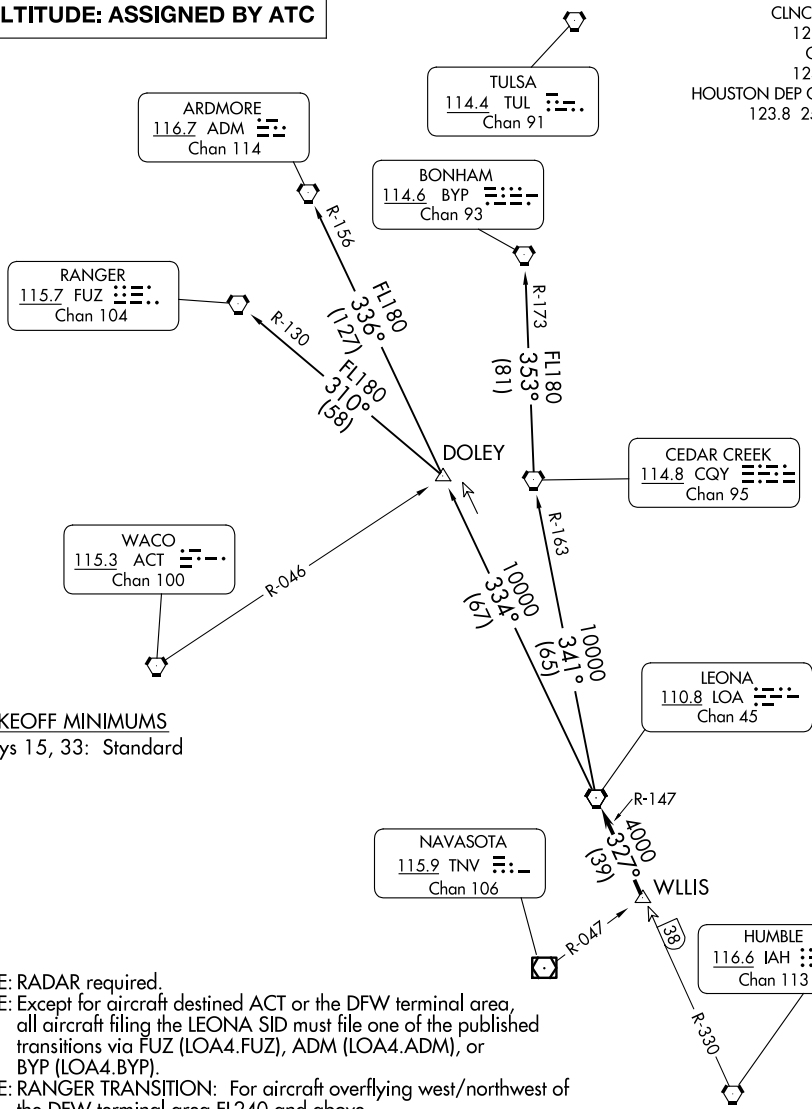 LTITUDE: ASSIGNED BY ATC
CLNC
12
12
HOUSTON DEP
123.8
TULSA
114.4 TUL
Chan 91
ARDMORE
116.7 ADM
Chan 114
BONHAM
114.6 BYP
Chan 93
RANGER
115.7 FUZ
Chan 104
R-156
R-130
R-173
FL180
336°
(127)
FL180
310°
(58)
FL180
353°
(81)
DOLEY
CEDAR CREEK
114.8 CQY
Chan 95
WACO
115.3 ACT
Chan 100
R-046
R-163
10000
334°
(67)
10000
341°
(65)
LEONA
110.8 LOA
Chan 45
KEOFF MINIMUMS
ys 15, 33: Standard
R-147
4000
327°
(39)
NAVASOTA
115.9 TNV
Chan 106
WLLIS
R-047
38
HUMBLE
116.6 IAH
Chan 113
R-330
E: RADAR required.
E: Except for aircraft destined ACT or the DFW terminal area,
all aircraft filing the LEONA SID must file one of the published
transitions via FUZ (LOA4.FUZ), ADM (LOA4.ADM), or
BYP (LOA4.BYP).
E: RANGER TRANSITION: For aircraft overflying west/northwest of
the DFW terminal area FL240 and above.